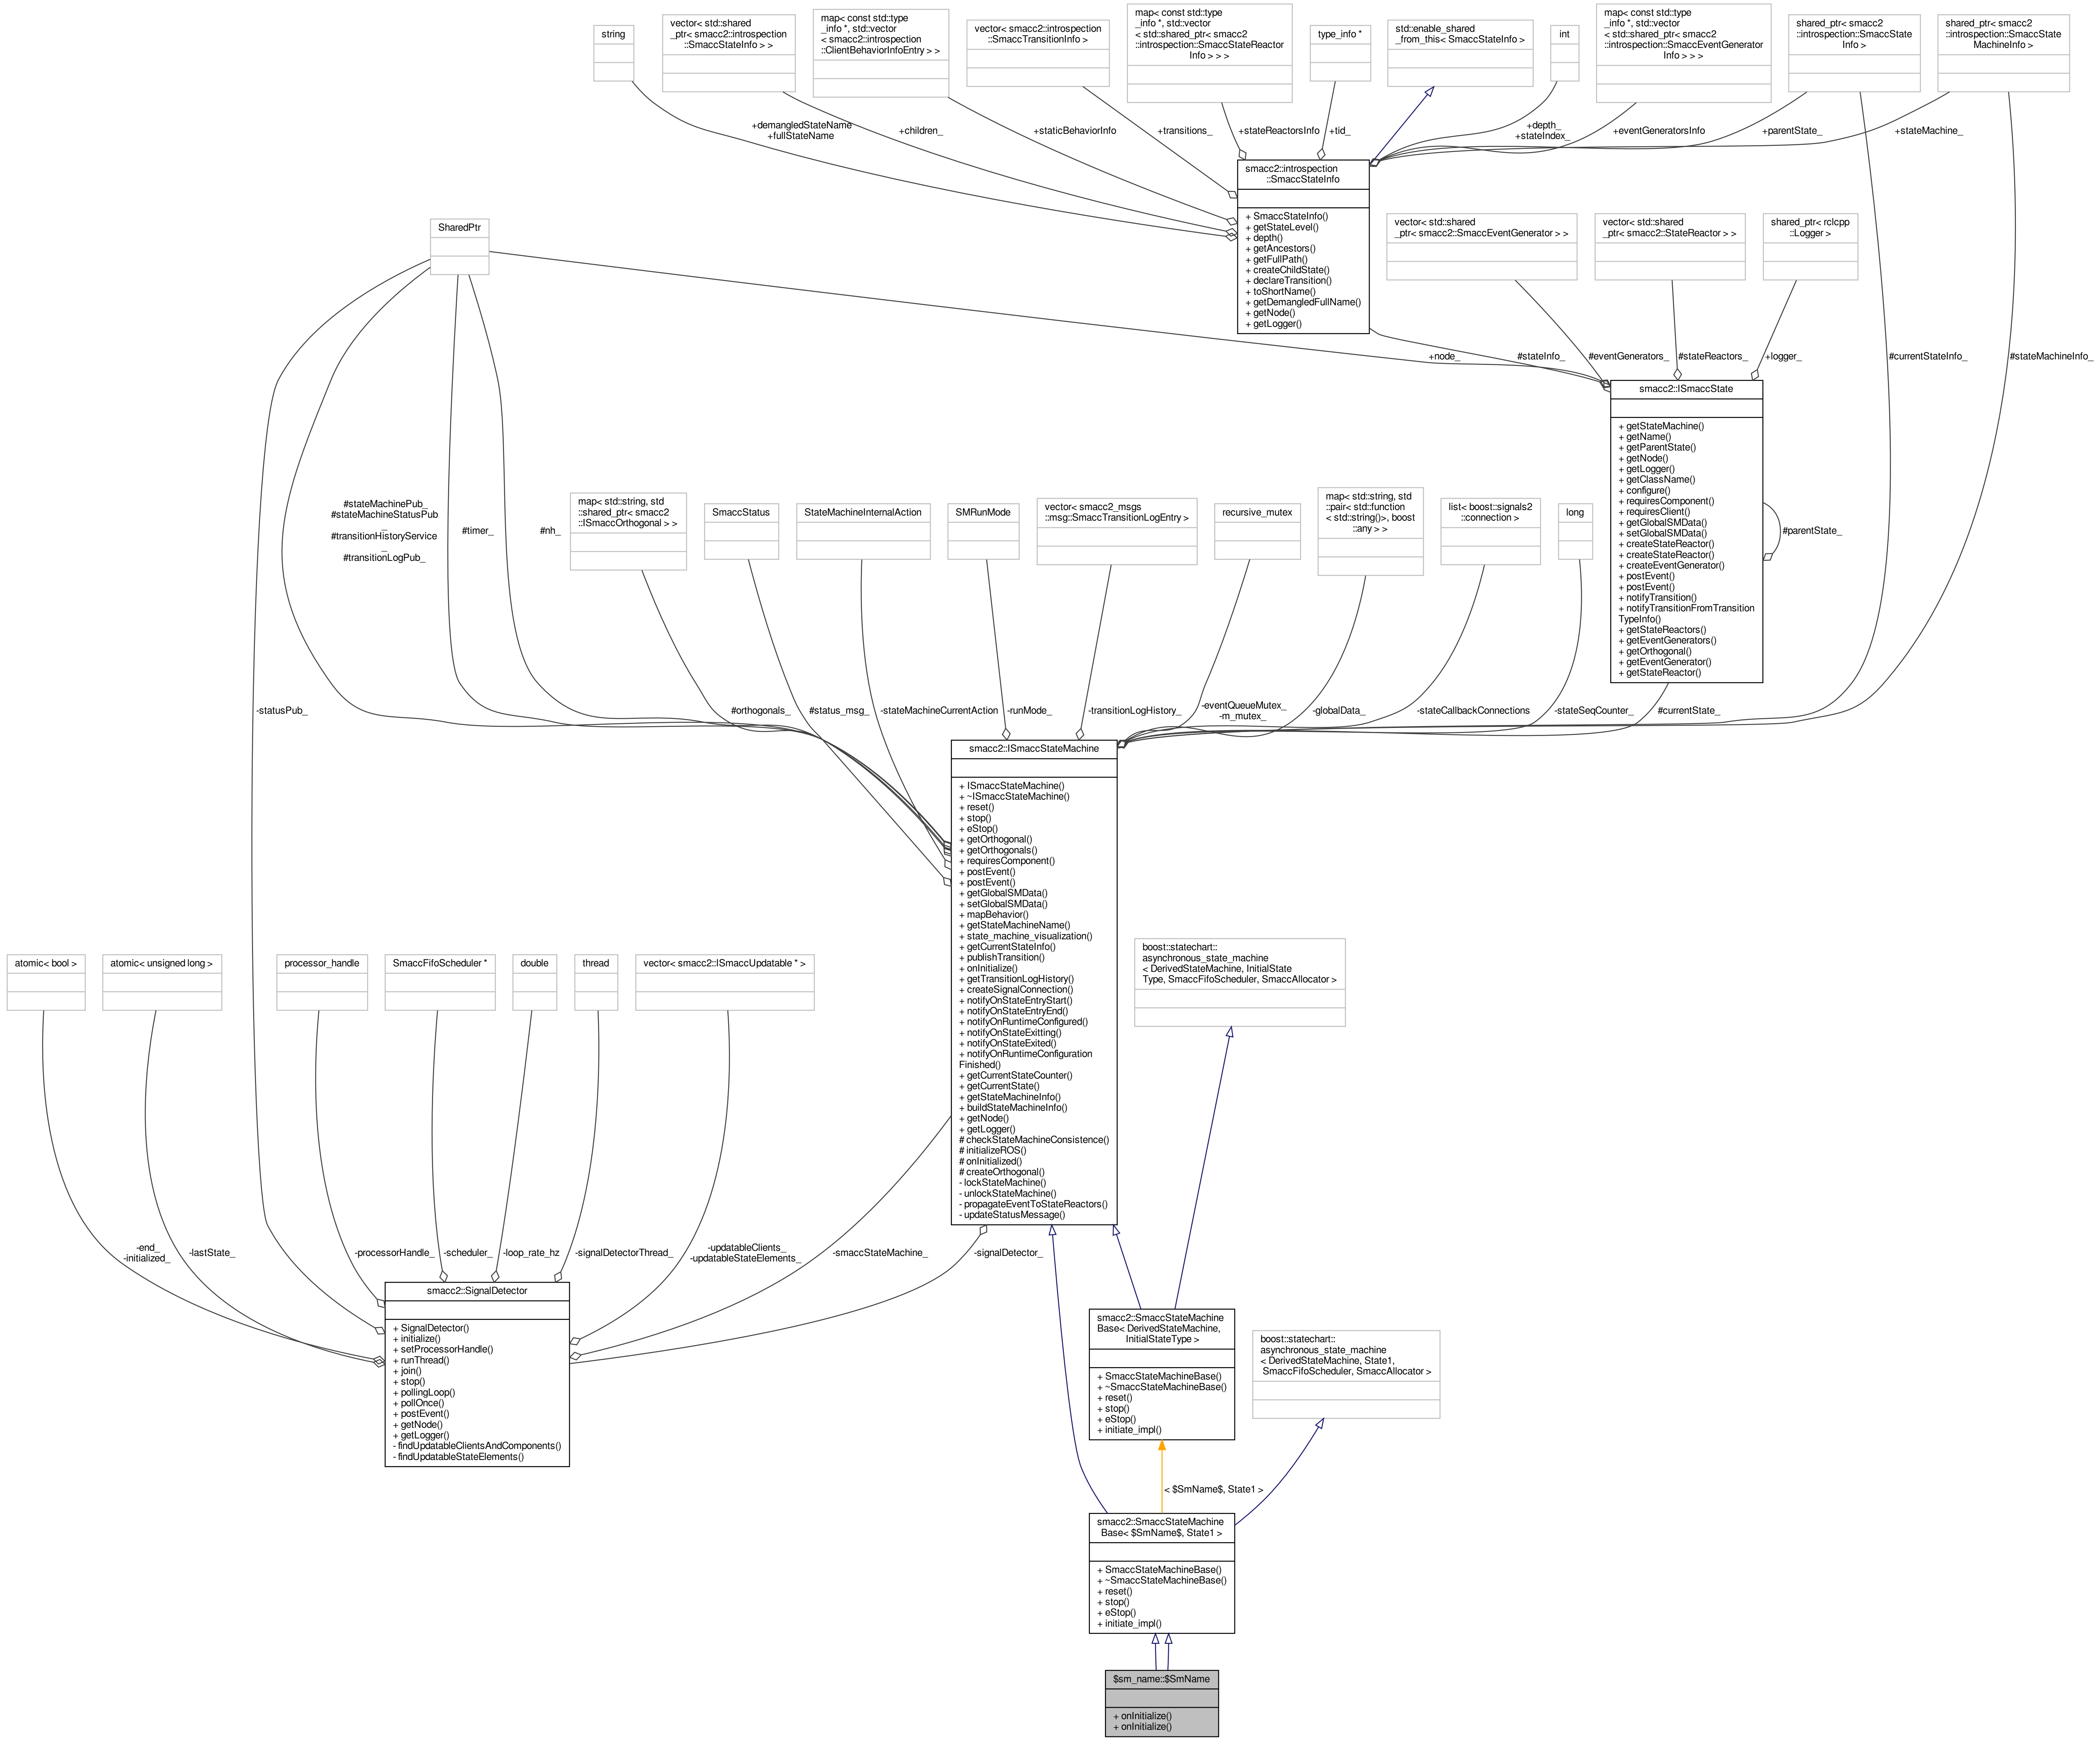 string
vector< std::shared
_ptr< smacc2::introspection
::SmaccStateInfo > >
map< const std::type
_info *, std::vector
< smacc2::introspection
::ClientBehaviorInfoEntry > >
vector< smacc2::introspection
::SmaccTransitionInfo >
map< const std::type
_info *, std::vector
< std::shared_ptr< smacc2
::introspection::SmaccStateReactor
Info > > >
type_info *
std::enable_shared
_from_this< SmaccStateInfo >
int
map< const std::type
_info *, std::vector
< std::shared_ptr< smacc2
::introspection::SmaccEventGenerator
Info > > >
shared_ptr< smacc2
::introspection::SmaccState
Info >
shared_ptr< smacc2
::introspection::SmaccState
MachineInfo >
+demangledStateName
+fullStateName
+children_
+staticBehaviorInfo
+transitions_
+stateReactorsInfo
+tid_
+depth_
+stateIndex_
+eventGeneratorsInfo
+parentState_
+stateMachine_
smacc2::introspection
::SmaccStateInfo
+ SmaccStateInfo()
+ getStateLevel()
+ depth()
+ getAncestors()
+ getFullPath()
+ createChildState()
+ declareTransition()
+ toShortName()
+ getDemangledFullName()
+ getNode()
+ getLogger()
SharedPtr
vector< std::shared
_ptr< smacc2::SmaccEventGenerator > >
vector< std::shared
_ptr< smacc2::StateReactor > >
shared_ptr< rclcpp
::Logger >
+node_
#stateInfo_
#eventGenerators_
#stateReactors_
+logger_
#currentStateInfo_
#stateMachineInfo_
smacc2::ISmaccState
+ getStateMachine()
+ getName()
+ getParentState()
+ getNode()
+ getLogger()
+ getClassName()
+ configure()
+ requiresComponent()
+ requiresClient()
+ getGlobalSMData()
+ setGlobalSMData()
+ createStateReactor()
+ createStateReactor()
+ createEventGenerator()
+ postEvent()
+ postEvent()
+ notifyTransition()
+ notifyTransitionFromTransition
TypeInfo()
+ getStateReactors()
+ getEventGenerators()
+ getOrthogonal()
+ getEventGenerator()
+ getStateReactor()
#parentState_
#stateMachinePub_
#stateMachineStatusPub
_
#transitionHistoryService
_
#transitionLogPub_
#timer_
#nh_
map< std::string, std
::shared_ptr< smacc2
::ISmaccOrthogonal > >
SmaccStatus
StateMachineInternalAction
SMRunMode
vector< smacc2_msgs
::msg::SmaccTransitionLogEntry >
recursive_mutex
map< std::string, std
::pair< std::function
< std::string()>, boost
::any > >
list< boost::signals2
::connection >
long
-statusPub_
#orthogonals_
#status_msg_
-stateMachineCurrentAction
-runMode_
-transitionLogHistory_
-eventQueueMutex_
-m_mutex_
-globalData_
-stateCallbackConnections
-stateSeqCounter_
#currentState_
smacc2::ISmaccStateMachine
+ ISmaccStateMachine()
+ ~ISmaccStateMachine()
+ reset()
+ stop()
+ eStop()
+ getOrthogonal()
+ getOrthogonals()
+ requiresComponent()
+ postEvent()
+ postEvent()
+ getGlobalSMData()
+ setGlobalSMData()
+ mapBehavior()
+ getStateMachineName()
+ state_machine_visualization()
+ getCurrentStateInfo()
+ publishTransition()
+ onInitialize()
+ getTransitionLogHistory()
+ createSignalConnection()
+ notifyOnStateEntryStart()
+ notifyOnStateEntryEnd()
+ notifyOnRuntimeConfigured()
+ notifyOnStateExitting()
+ notifyOnStateExited()
+ notifyOnRuntimeConfiguration
Finished()
+ getCurrentStateCounter()
+ getCurrentState()
+ getStateMachineInfo()
+ buildStateMachineInfo()
+ getNode()
+ getLogger()
# checkStateMachineConsistence()
# initializeROS()
# onInitialized()
# createOrthogonal()
- lockStateMachine()
- unlockStateMachine()
- propagateEventToStateReactors()
- updateStatusMessage()
atomic< bool >
atomic< unsigned long >
processor_handle
SmaccFifoScheduler *
double
thread
vector< smacc2::ISmaccUpdatable * >
boost::statechart::
asynchronous_state_machine
< DerivedStateMachine, InitialState
Type, SmaccFifoScheduler, SmaccAllocator >
-end_
-initialized_
-lastState_
-processorHandle_
-scheduler_
-loop_rate_hz
-signalDetectorThread_
-updatableClients_
-updatableStateElements_
-smaccStateMachine_
-signalDetector_
smacc2::SignalDetector
+ SignalDetector()
+ initialize()
+ setProcessorHandle()
+ runThread()
+ join()
+ stop()
+ pollingLoop()
+ pollOnce()
+ postEvent()
+ getNode()
+ getLogger()
- findUpdatableClientsAndComponents()
- findUpdatableStateElements()
smacc2::SmaccStateMachine
Base< DerivedStateMachine,
InitialStateType >
+ SmaccStateMachineBase()
+ ~SmaccStateMachineBase()
+ reset()
+ stop()
+ eStop()
+ initiate_impl()
boost::statechart::
asynchronous_state_machine
< DerivedStateMachine, State1,
SmaccFifoScheduler, SmaccAllocator >
< $SmName$, State1 >
smacc2::SmaccStateMachine
Base< $SmName$, State1 >
+ SmaccStateMachineBase()
+ ~SmaccStateMachineBase()
+ reset()
+ stop()
+ eStop()
+ initiate_impl()
$sm_name::$SmName
+ onInitialize()
+ onInitialize()